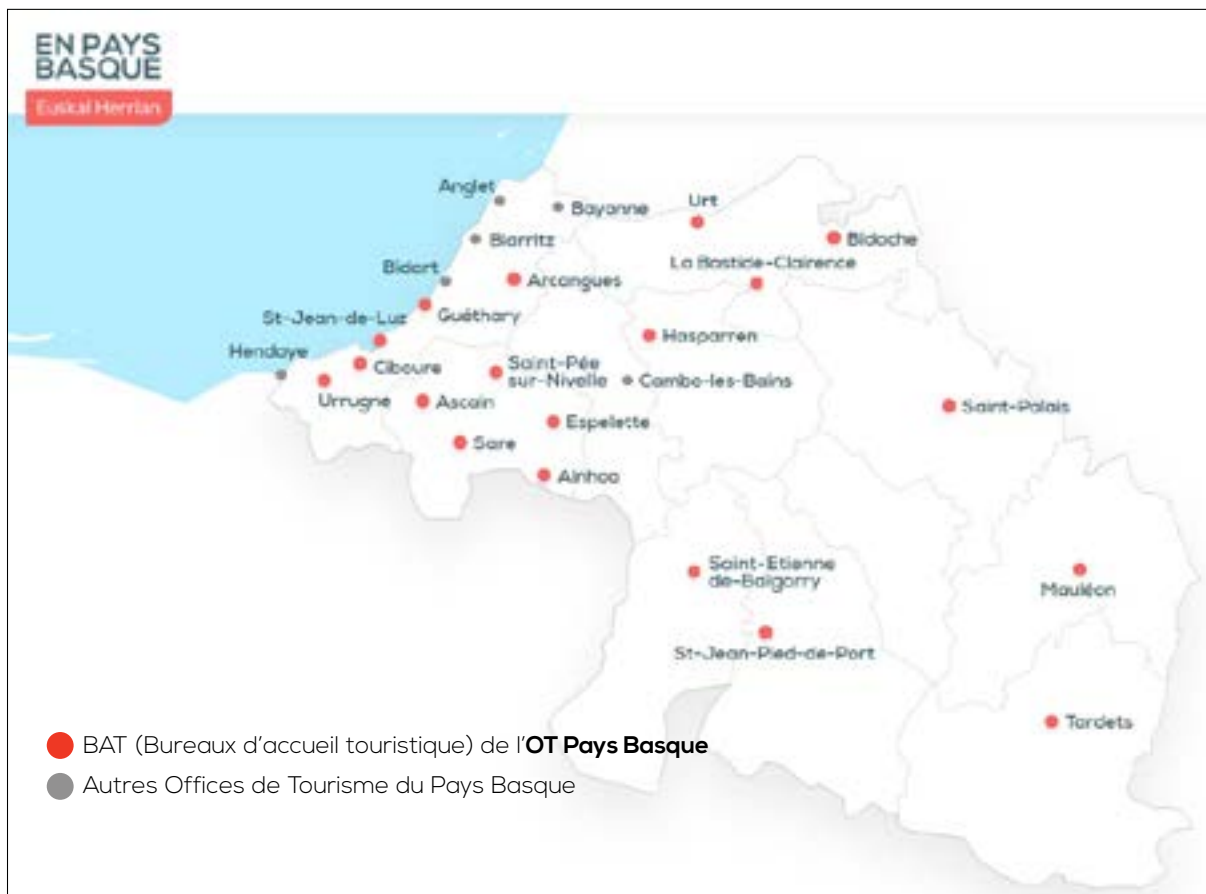 EN PAYS
BASQUE
Euskal Herrian
Anglet
Bayonne
Urt
Biarritz
Bidache
La Bastide-Clairence
Bidart
Arcangues
Guéthary
St-Jean-de-Luz
Hasparren
Hendaye
Ciboure
Saint-Pée
sur-Nivelle
Cambo-les-Bains
Urrugne
Ascain
Saint-Palais
Espelette
Sare
Ainhoa
Saint-Etienne
de-Baïgorry
Mauléon
St-Jean-Pied-de-Port
Tardets
BAT (Bureaux d’accueil touristique) de l’OT Pays Basque
Autres Offices de Tourisme du Pays Basque